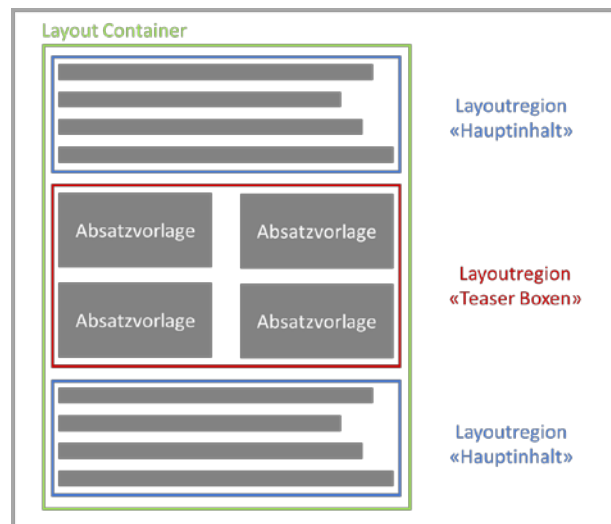 Layout Container
Layoutregion
«Hauptinhalt»
Absatzvorlage
Absatzvorlage
Absatzvorlage
Absatzvorlage
Layoutregion
«Teaser Boxen»
Layoutregion
«Hauptinhalt»